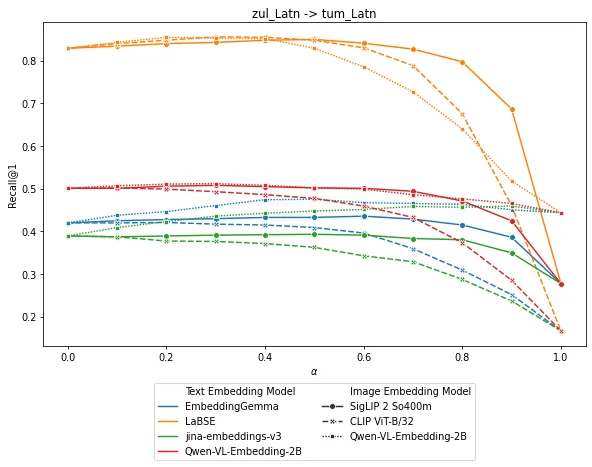 zul_Latn -> tum_Latn
Recall@1
0.8
0.7
0.6
0.5
0.4
0.3
0.2
0.0 0.2 0.4 0.6 0.8 1.0
α
Text Embedding Model Image Embedding Model
EmbeddingGemma SigLIP 2 So400m
LaBSE CLIP ViT-B/32
jina-embeddings-v3 Qwen-VL-Embedding-2B
Qwen-VL-Embedding-2B